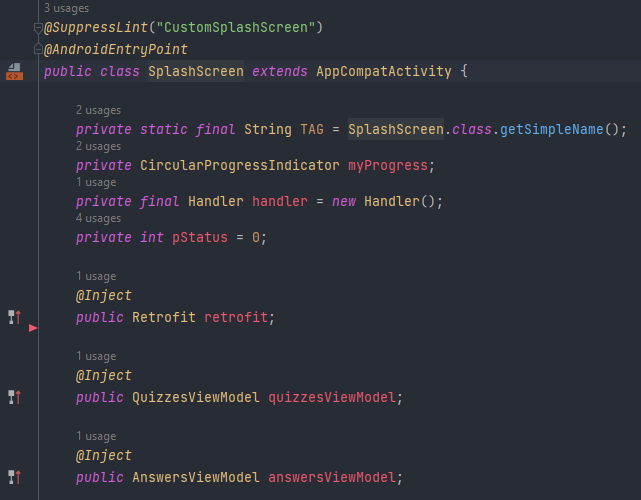 3 usages
@SuppressLint("CustomSplashScreen")
@AndroidEntryPoint
public class SplashScreen extends AppCompatActivity {
2 usages
private static final String TAG = SplashScreen.class.getSimpleName();
2 usages
private CircularProgressIndicator myProgress;
1 usage
private final Handler handler = new Handler();
4 usages
private int pStatus = 0;
1 usage
@Inject
public Retrofit retrofit;
1 usage
@Inject
public QuizzesViewModel quizzesViewModel;
1 usage
@Inject
public AnswersViewModel answersViewModel;